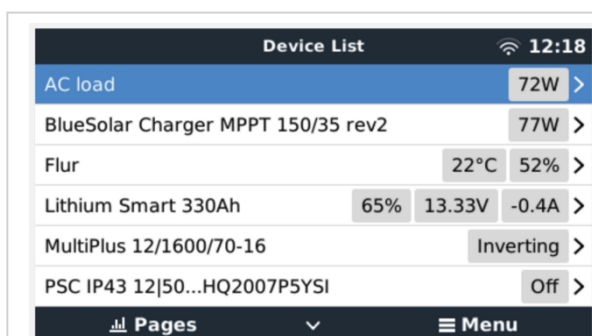 Device List 12:18
AC load 72W
BlueSolar Charger MPPT 150/35 rev2 77W
Flur 22°C 52%
Lithium Smart 330Ah 65% 13.33V -0.4A
MultiPlus 12/1600/70-16 Inverting
PSC IP43 12|50...HQ2007P5YSI Off
Pages Menu